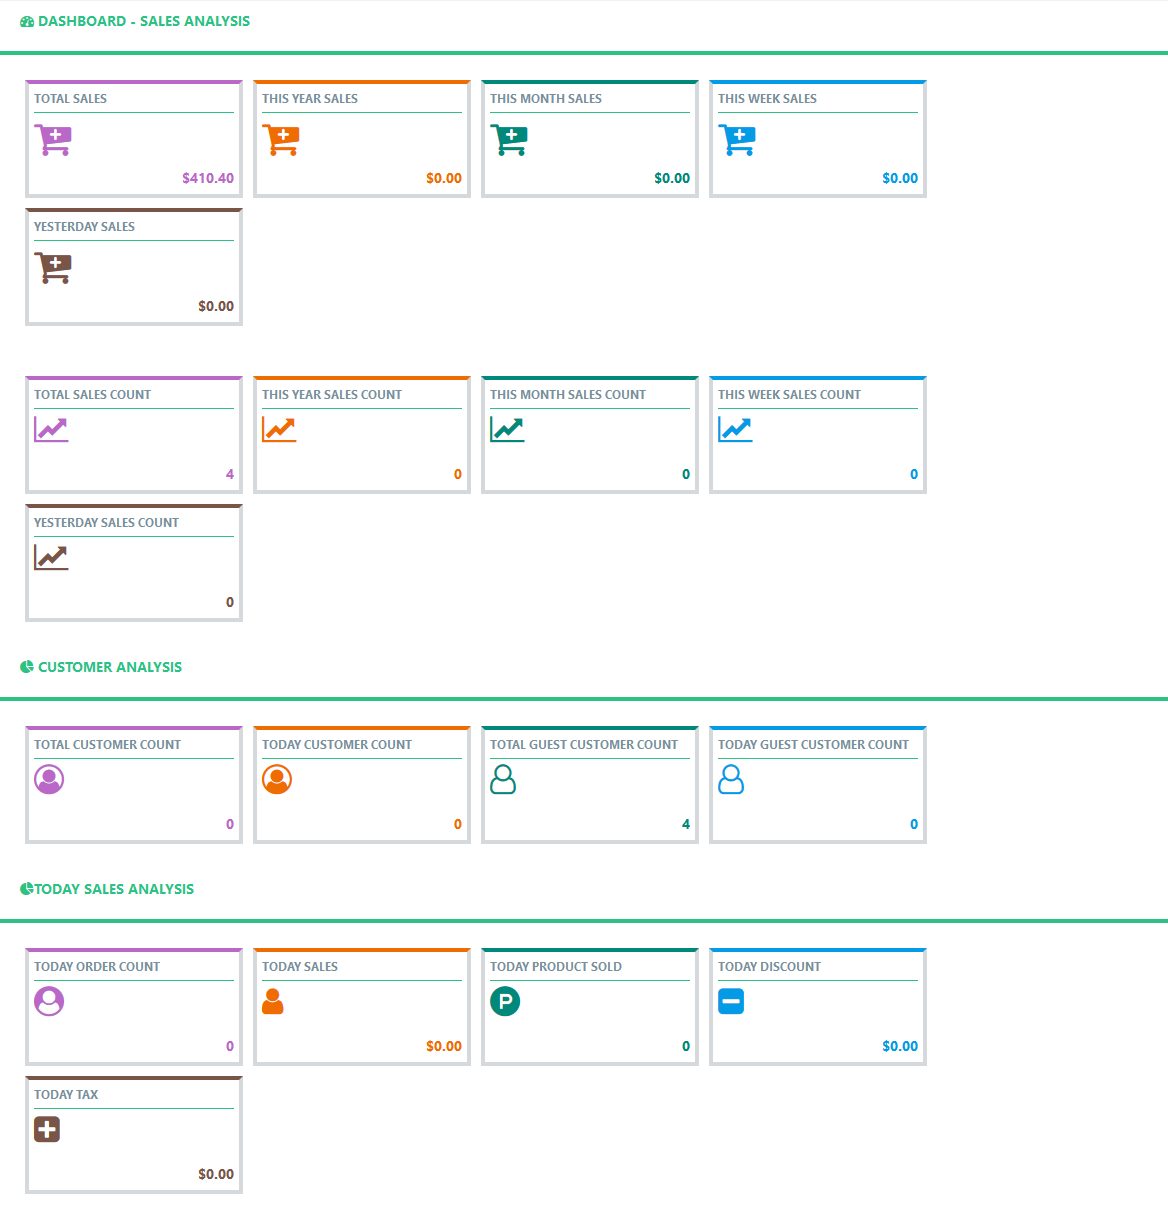 DASHBOARD - SALES ANALYSIS
TOTAL SALES
$410.40
THIS YEAR SALES
$0.00
THIS MONTH SALES
$0.00
THIS WEEK SALES
$0.00
YESTERDAY SALES
$0.00
TOTAL SALES COUNT
4
THIS YEAR SALES COUNT
0
THIS MONTH SALES COUNT
0
THIS WEEK SALES COUNT
0
YESTERDAY SALES COUNT
0
CUSTOMER ANALYSIS
TOTAL CUSTOMER COUNT
0
TODAY CUSTOMER COUNT
0
TOTAL GUEST CUSTOMER COUNT
4
TODAY GUEST CUSTOMER COUNT
0
TODAY SALES ANALYSIS
TODAY ORDER COUNT
0
TODAY SALES
$0.00
TODAY PRODUCT SOLD
P
0
TODAY DISCOUNT
$0.00
TODAY TAX
$0.00